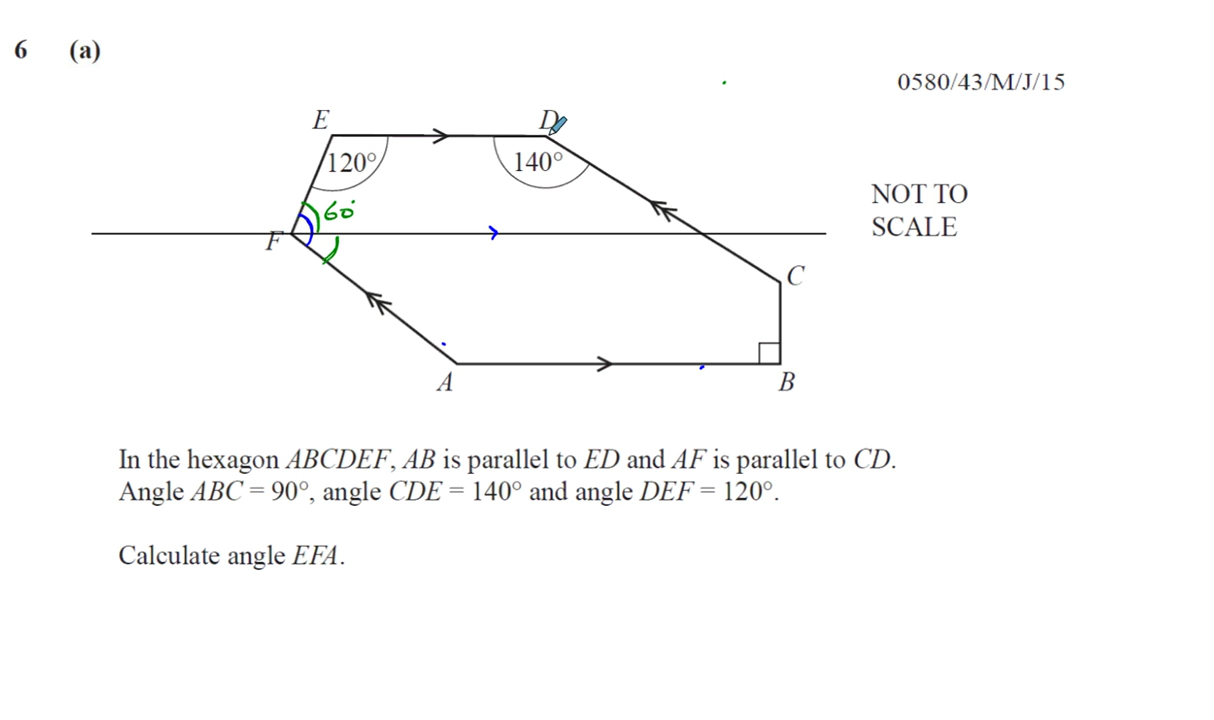 6 (a)
0580/43/M/J/15
E D
120° 140°
60°
NOT TO
SCALE
F
C
A B
In the hexagon ABCDEF, AB is parallel to ED and AF is parallel to CD.
Angle ABC = 90°, angle CDE = 140° and angle DEF = 120°.
Calculate angle EFA.